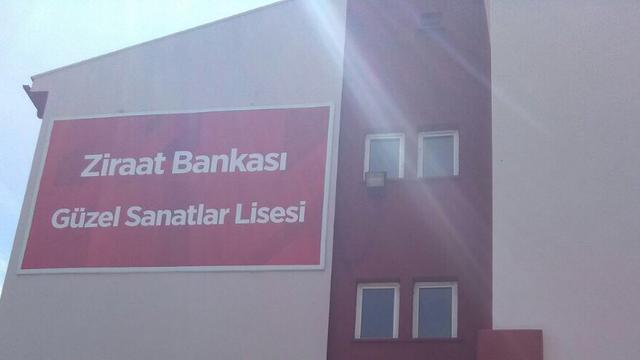 Ziraat Bankası
Güzel Sanatlar Lisesi